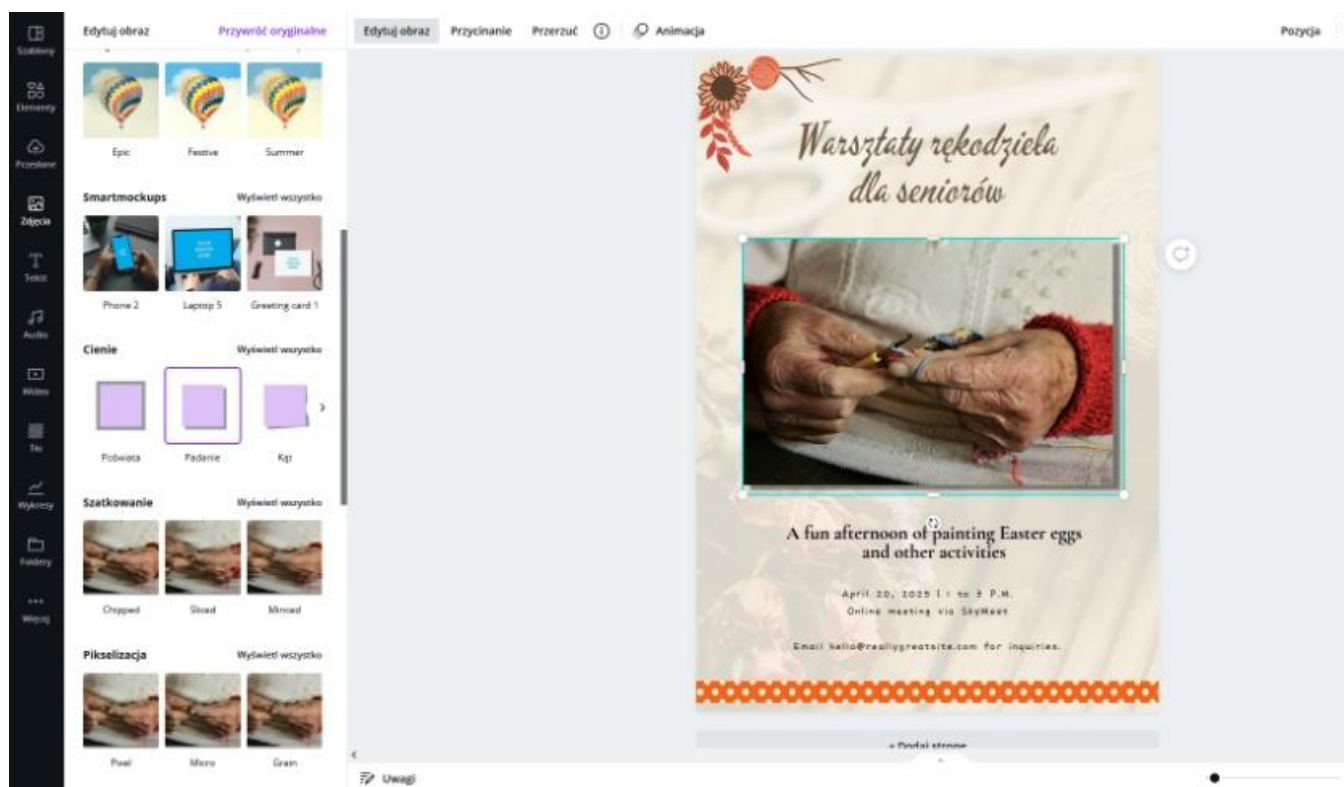 Szablony
Elementy
Przesłane
Zdjęcia
Tekst
Audio
Wideo
Tło
Wykresy
Foldery
Więcej
Edytuj obraz Przywróć oryginalne
Epic Festive Summer
Smartmockups Wyświetl wszystko
Phone 2 Laptop 5 Greeting card 1
Cienie Wyświetl wszystko
Poświata Padanie Kąt
Szatkowanie Wyświetl wszystko
Chipped Sliced Minced
Pikselizacja Wyświetl wszystko
Pixel Micro Grain
Edytuj obraz Przycinanie Przerzuć Animacja Pozycja
Warsztaty rękodzieła
dla seniorów
A fun afternoon of painting Easter eggs
and other activities
April 20, 2025 | 1 to 3 P.M.
Online meeting via SkyMeet
Email hello@reallygreatsite.com for inquiries.
+ Dodaj stronę
Uwagi